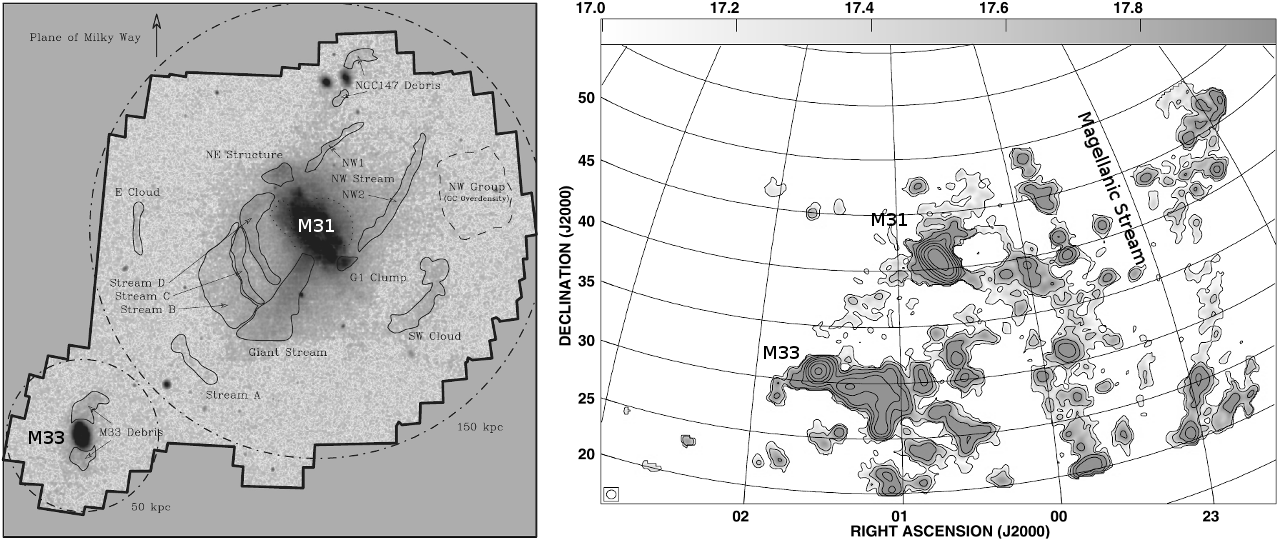 Plane of Milky Way
NGC147 Debris
NE Structure
NW1
NW Stream
NW2
NW Group
(GC Overdensity)
E Cloud
M31
G1 Clump
Stream D
Stream C
Stream B
SW Cloud
Giant Stream
Stream A
M33
M33 Debris
150 kpc
50 kpc
17.0 17.2 17.4 17.6 17.8
DECLINATION (J2000)
50
45
40
35
30
25
20
Magellanic Stream
M31
M33
02 01 00 23
RIGHT ASCENSION (J2000)